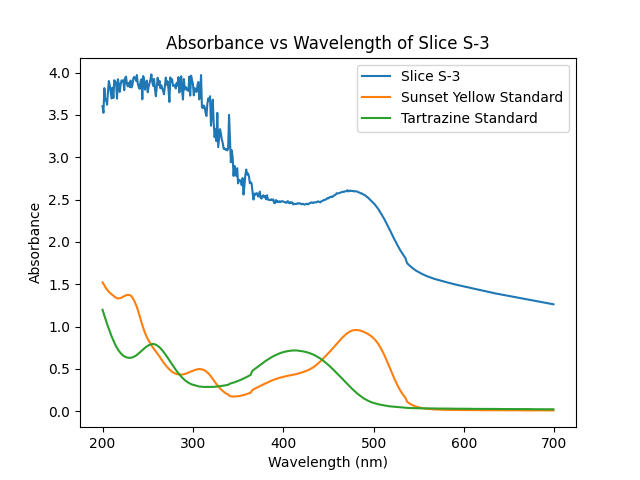 Absorbance vs Wavelength of Slice S-3
Slice S-3
Sunset Yellow Standard
Tartrazine Standard
4.0
3.5
3.0
2.5
2.0
1.5
1.0
0.5
0.0
Absorbance
200 300 400 500 600 700
Wavelength (nm)